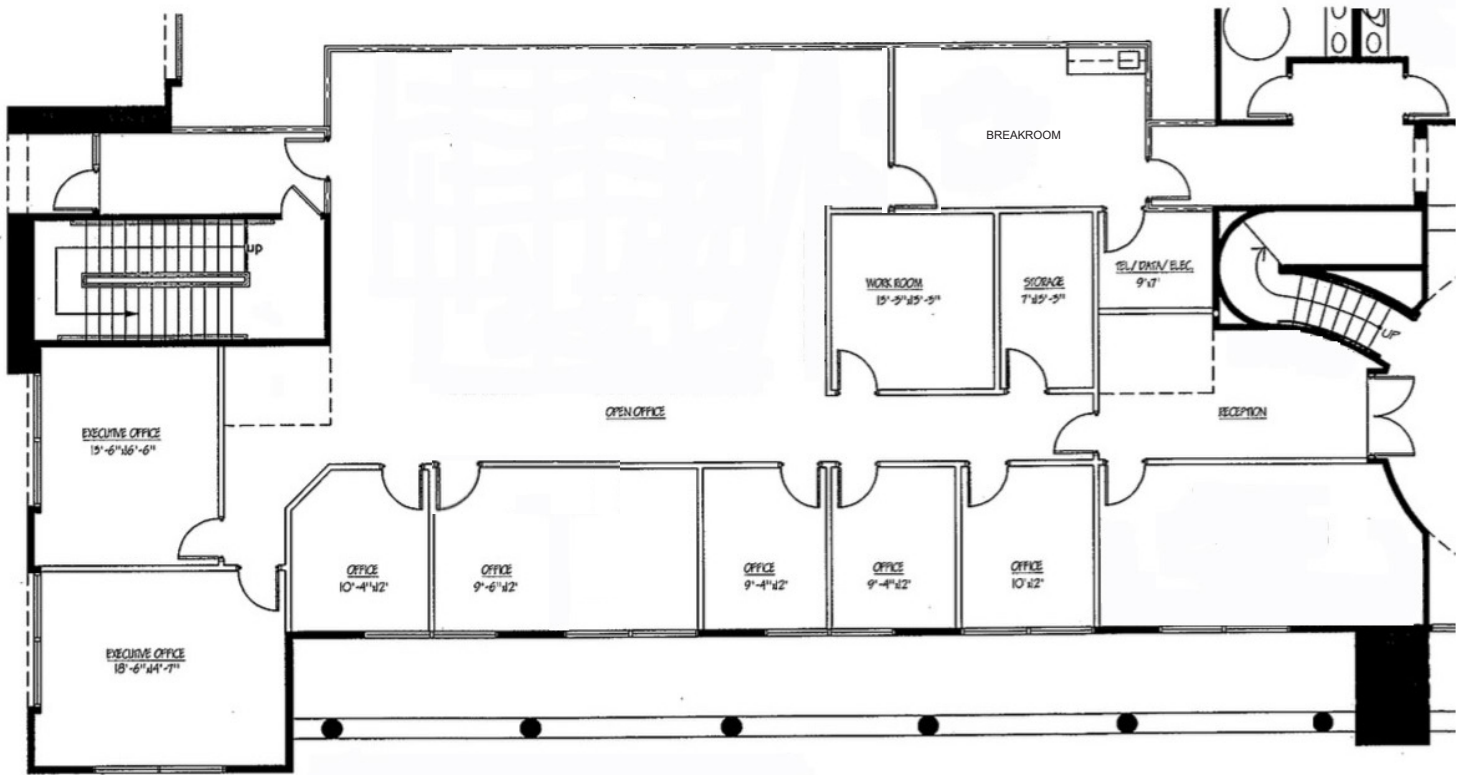 BREAKROOM
UP
TEL/ DATA/ ELEC.
9'x7'
WORK ROOM
15'-5"x15'-5"
STORAGE
7'x15'-5"
UP
OPEN OFFICE
RECEPTION
EXECUTIVE OFFICE
15'-6"x16'-6"
OFFICE
10'-4"x12'
OFFICE
9'-6"x12'
OFFICE
9'-4"x12'
OFFICE
9'-4"x12'
OFFICE
10'x12'
EXECUTIVE OFFICE
18'-6"x14'-7"